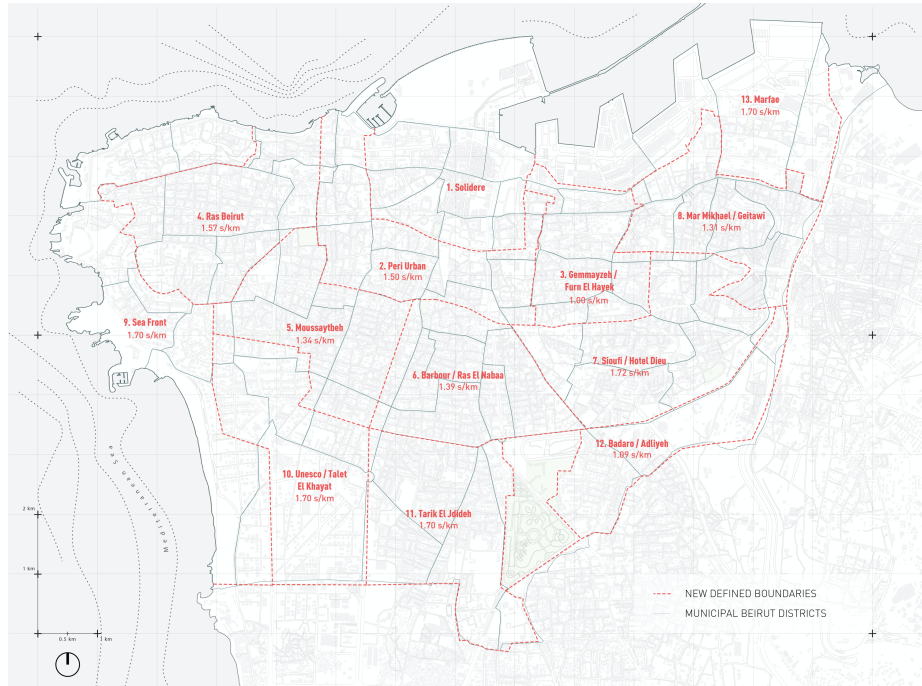 13. Marfae
1.70 s/km
1. Solidere
4. Ras Beirut
1.57 s/km
8. Mar Mikhael / Geitawi
1.31 s/km
2. Peri Urban
1.50 s/km
3. Gemmayzeh /
Furn El Hayek
1.00 s/km
9. Sea Front
1.70 s/km
5. Moussaytbeh
1.34 s/km
7. Sioufi / Hotel Dieu
1.72 s/km
6. Barbour / Ras El Nabaa
1.39 s/km
12. Badaro / Adliyeh
1.09 s/km
10. Unesco / Talet
El Khayat
1.70 s/km
11. Tarik El Jdideh
1.70 s/km
Mediteiranean Sea
2 km
1 km
0.5 km
1 km
NEW DEFINED BOUNDARIES
MUNICIPAL BEIRUT DISTRICTS